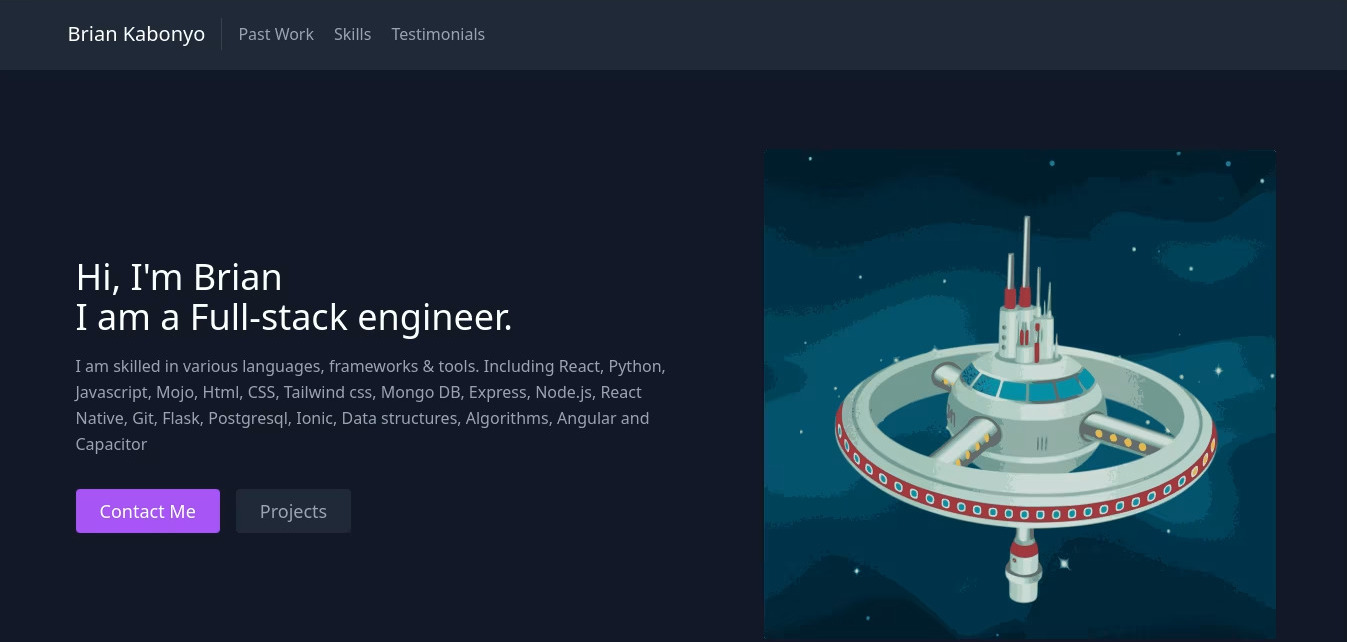 Brian Kabonyo
Past Work
Skills
Testimonials
Hi, I'm Brian
I am a Full-stack engineer.
I am skilled in various languages, frameworks & tools. Including React, Python,
Javascript, Mojo, Html, CSS, Tailwind css, Mongo DB, Express, Node.js, React
Native, Git, Flask, Postgresql, Ionic, Data structures, Algorithms, Angular and
Capacitor
Contact Me
Projects